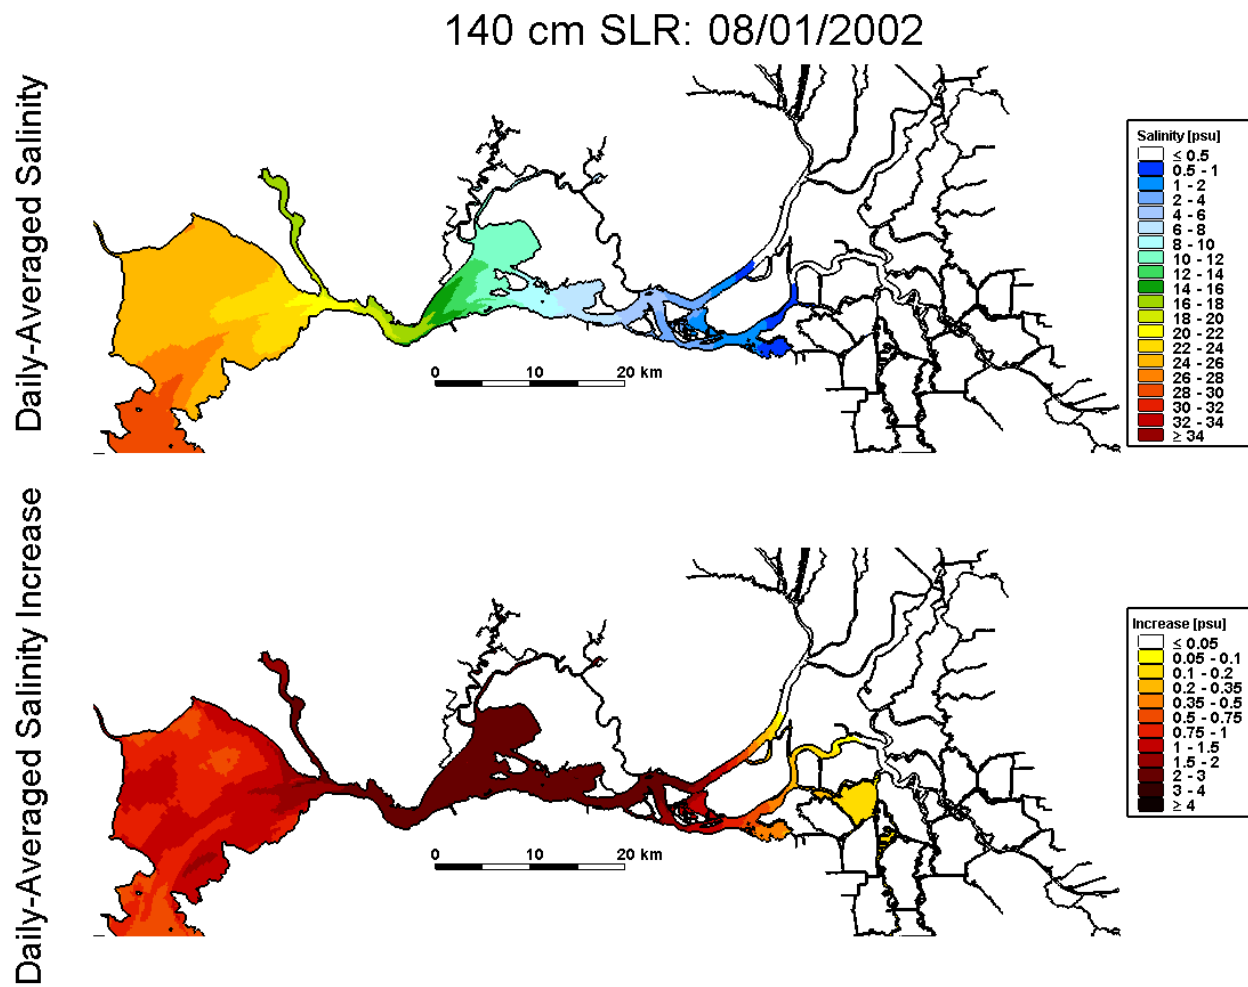 140 cm SLR: 08/01/2002
Daily-Averaged Salinity
0 10 20 km
Salinity [psu]
≤ 0.5
0.5 - 1
1 - 2
2 - 4
4 - 6
6 - 8
8 - 10
10 - 12
12 - 14
14 - 16
16 - 18
18 - 20
20 - 22
22 - 24
24 - 26
26 - 28
28 - 30
30 - 32
32 - 34
≥ 34
Daily-Averaged Salinity Increase
0 10 20 km
Increase [psu]
≤ 0.05
0.05 - 0.1
0.1 - 0.2
0.2 - 0.35
0.35 - 0.5
0.5 - 0.75
0.75 - 1
1 - 1.5
1.5 - 2
2 - 3
3 - 4
≥ 4